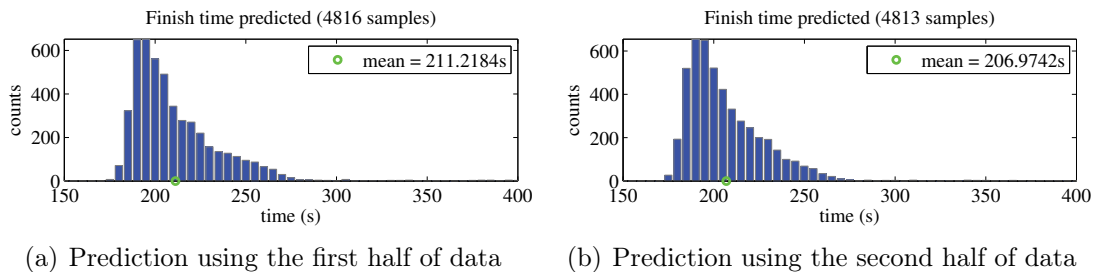 Finish time predicted (4816 samples)
600
400
200
0
counts
mean = 211.2184s
150 200 250 300 350 400
time (s)
(a) Prediction using the first half of data
Finish time predicted (4813 samples)
600
400
200
0
counts
mean = 206.9742s
150 200 250 300 350 400
time (s)
(b) Prediction using the second half of data